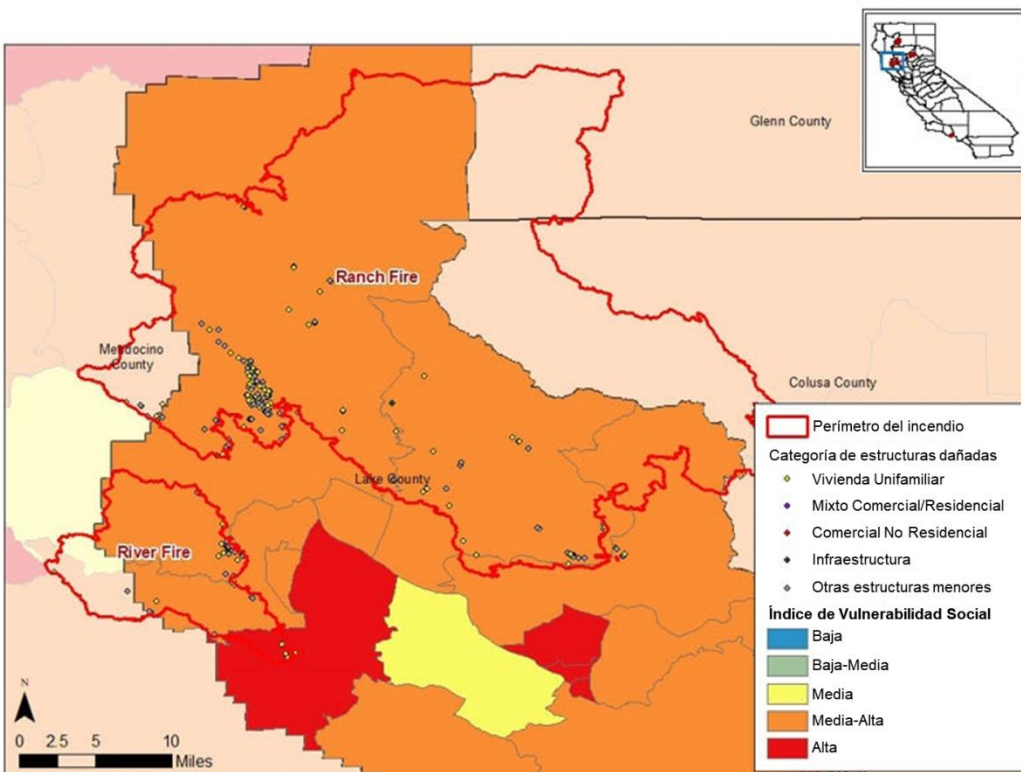 Glenn County
Ranch Fire
Mendocino
County
Colusa County
Lake County
River Fire
Perímetro del incendio
Categoría de estructuras dañadas
Vivienda Unifamiliar
Mixto Comercial/Residencial
Comercial No Residencial
Infraestructura
Otras estructuras menores
Índice de Vulnerabilidad Social
Baja
Baja-Media
Media
Media-Alta
Alta
N
0 2.5 5 10
Miles